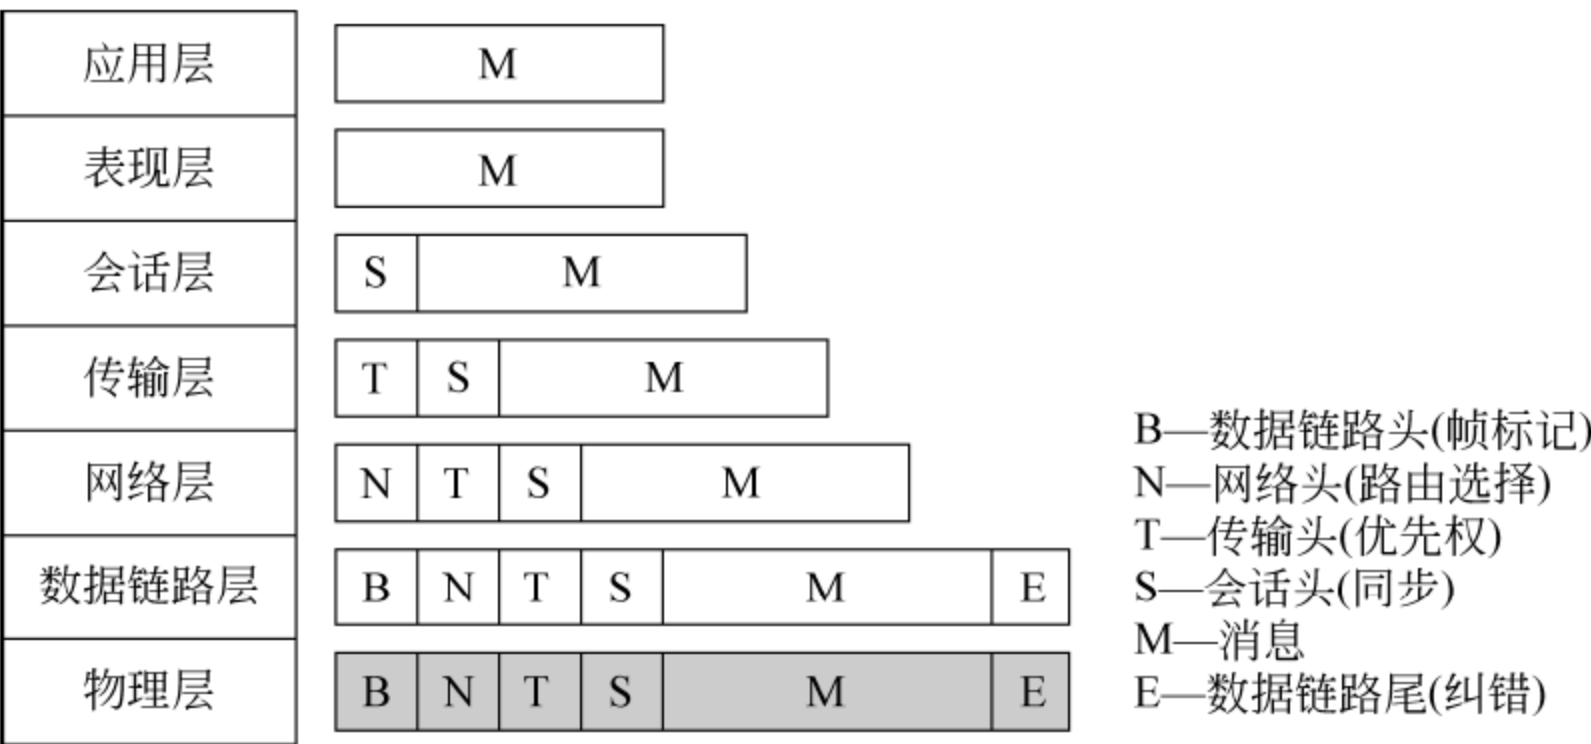 应用层 M
表现层 M
会话层 S M
传输层 T S M
网络层 N T S M
数据链路层 B N T S M E
物理层 B N T S M E
B—数据链路头(帧标记)
N—网络头(路由选择)
T—传输头(优先权)
S—会话头(同步)
M—消息
E—数据链路尾(纠错)